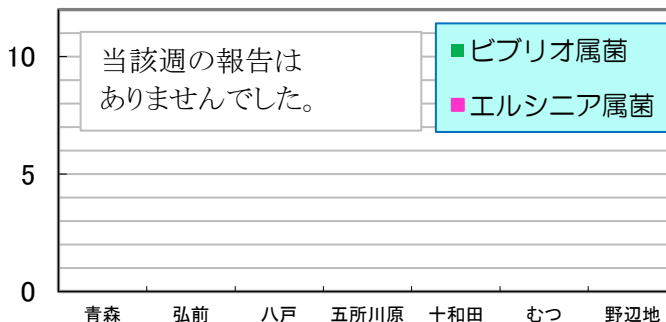 10
当該週の報告は
ありませんでした。
ビブリオ属菌
エルシニア属菌
5
0
青森 弘前 八戸 五所川原 十和田 むつ 野辺地